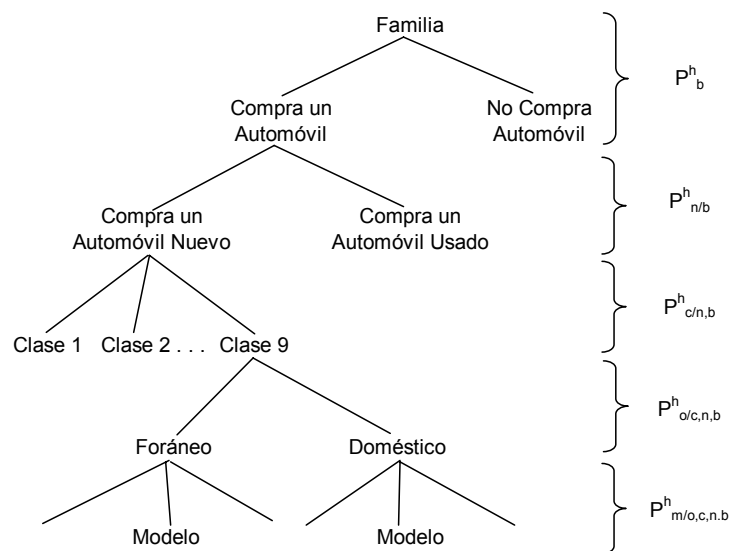 Familia
P^h_b
Compra un
Automóvil
No Compra
Automóvil
Compra un
Automóvil Nuevo
Compra un
Automóvil Usado
P^h_n/b
Clase 1 Clase 2 . . . Clase 9
P^h_c/n,b
Foráneo
Doméstico
P^h_o/c,n,b
Modelo
Modelo
P^h_m/o,c,n.b